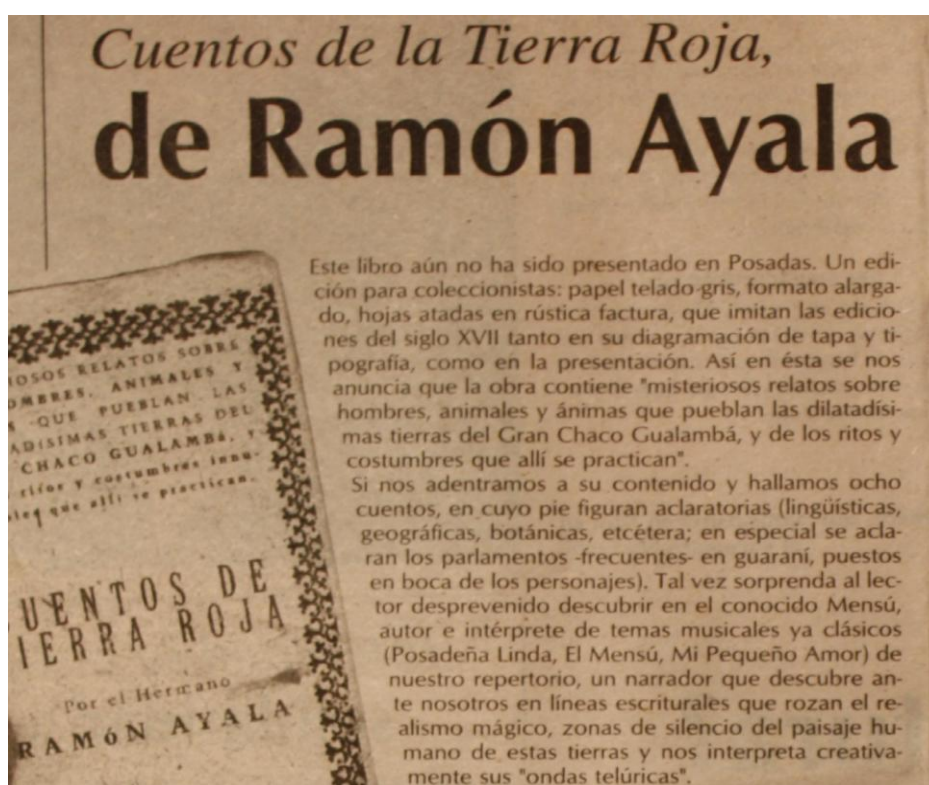 Cuentos de la Tierra Roja,
de Ramón Ayala
Este libro aún no ha sido presentado en Posadas. Un edi-
ción para coleccionistas: papel telado gris, formato alarga-
do, hojas atadas en rústica factura, que imitan las edicio-
nes del siglo XVII tanto en su diagramación de tapa y ti-
pografía, como en la presentación. Así en ésta se nos
anuncia que la obra contiene "misteriosos relatos sobre
hombres, animales y ánimas que pueblan las dilatadísi-
mas tierras del Gran Chaco Gualambá, y de los ritos y
costumbres que allí se practican".
Si nos adentramos a su contenido y hallamos ocho
cuentos, en cuyo pie figuran aclaratorias (lingüísticas,
geográficas, botánicas, etcétera; en especial se acla-
ran los parlamentos -frecuentes- en guaraní, puestos
en boca de los personajes). Tal vez sorprenda al lec-
tor desprevenido descubrir en el conocido Mensú,
autor e intérprete de temas musicales ya clásicos
(Posadeña Linda, El Mensú, Mi Pequeño Amor) de
nuestro repertorio, un narrador que descubre an-
te nosotros en líneas escriturales que rozan el re-
alismo mágico, zonas de silencio del paisaje hu-
mano de estas tierras y nos interpreta creativa-
mente sus "ondas telúricas".
IOSOS RELATOS SOBRE
OMBRES, ANIMALES Y
QUE PUEBLAN LAS
ADISIMAS TIERRAS DEL
CHACO GUALAMBá, y
ritos y costumbres innu-
bles que allí se practican.
UENTOS DE
IERRA ROJA
Por el Hermano
RAMóN AYALA